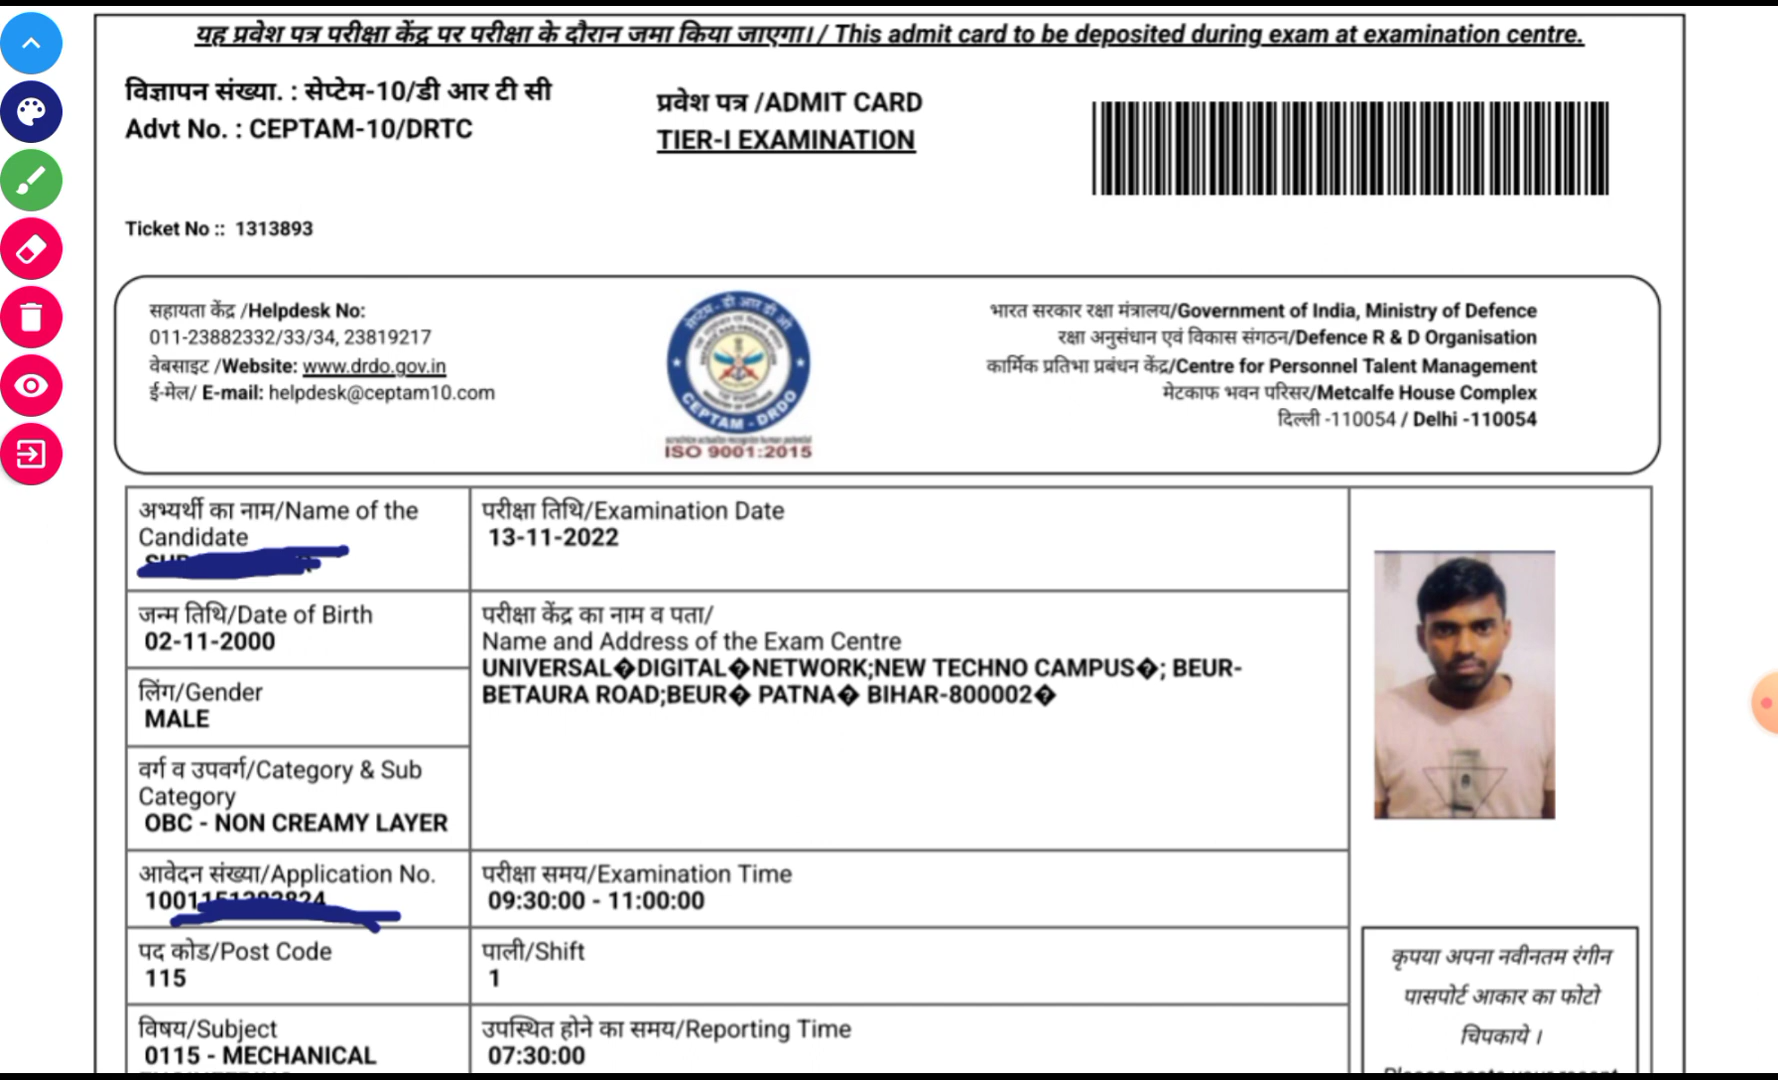 यह प्रवेश पत्र परीक्षा केंद्र पर परीक्षा के दौरान जमा किया जाएगा। / This admit card to be deposited during exam at examination centre.
विज्ञापन संख्या. : सेप्टेम-10/डी आर टी सी
Advt No. : CEPTAM-10/DRTC
प्रवेश पत्र /ADMIT CARD
TIER-I EXAMINATION
Ticket No :: 1313893
सहायता केंद्र /Helpdesk No:
011-23882332/33/34, 23819217
वेबसाइट /Website: www.drdo.gov.in
ई-मेल/ E-mail: helpdesk@ceptam10.com
सेप्टेम - डी आर डी ओ
CEPTAM - DRDO
ISO 9001:2015
भारत सरकार रक्षा मंत्रालय/Government of India, Ministry of Defence
रक्षा अनुसंधान एवं विकास संगठन/Defence R & D Organisation
कार्मिक प्रतिभा प्रबंधन केंद्र/Centre for Personnel Talent Management
मेटकाफ भवन परिसर/Metcalfe House Complex
दिल्ली -110054 / Delhi -110054
अभ्यर्थी का नाम/Name of the
Candidate
परीक्षा तिथि/Examination Date
13-11-2022
जन्म तिथि/Date of Birth
02-11-2000
लिंग/Gender
MALE
वर्ग व उपवर्ग/Category & Sub
Category
OBC - NON CREAMY LAYER
परीक्षा केंद्र का नाम व पता/
Name and Address of the Exam Centre
UNIVERSAL�DIGITAL�NETWORK;NEW TECHNO CAMPUS�; BEUR-
BETAURA ROAD;BEUR� PATNA� BIHAR-800002�
आवेदन संख्या/Application No.
परीक्षा समय/Examination Time
09:30:00 - 11:00:00
पद कोड/Post Code
115
पाली/Shift
1
विषय/Subject
0115 - MECHANICAL
उपस्थित होने का समय/Reporting Time
07:30:00
कृपया अपना नवीनतम रंगीन
पासपोर्ट आकार का फोटो
चिपकाये ।